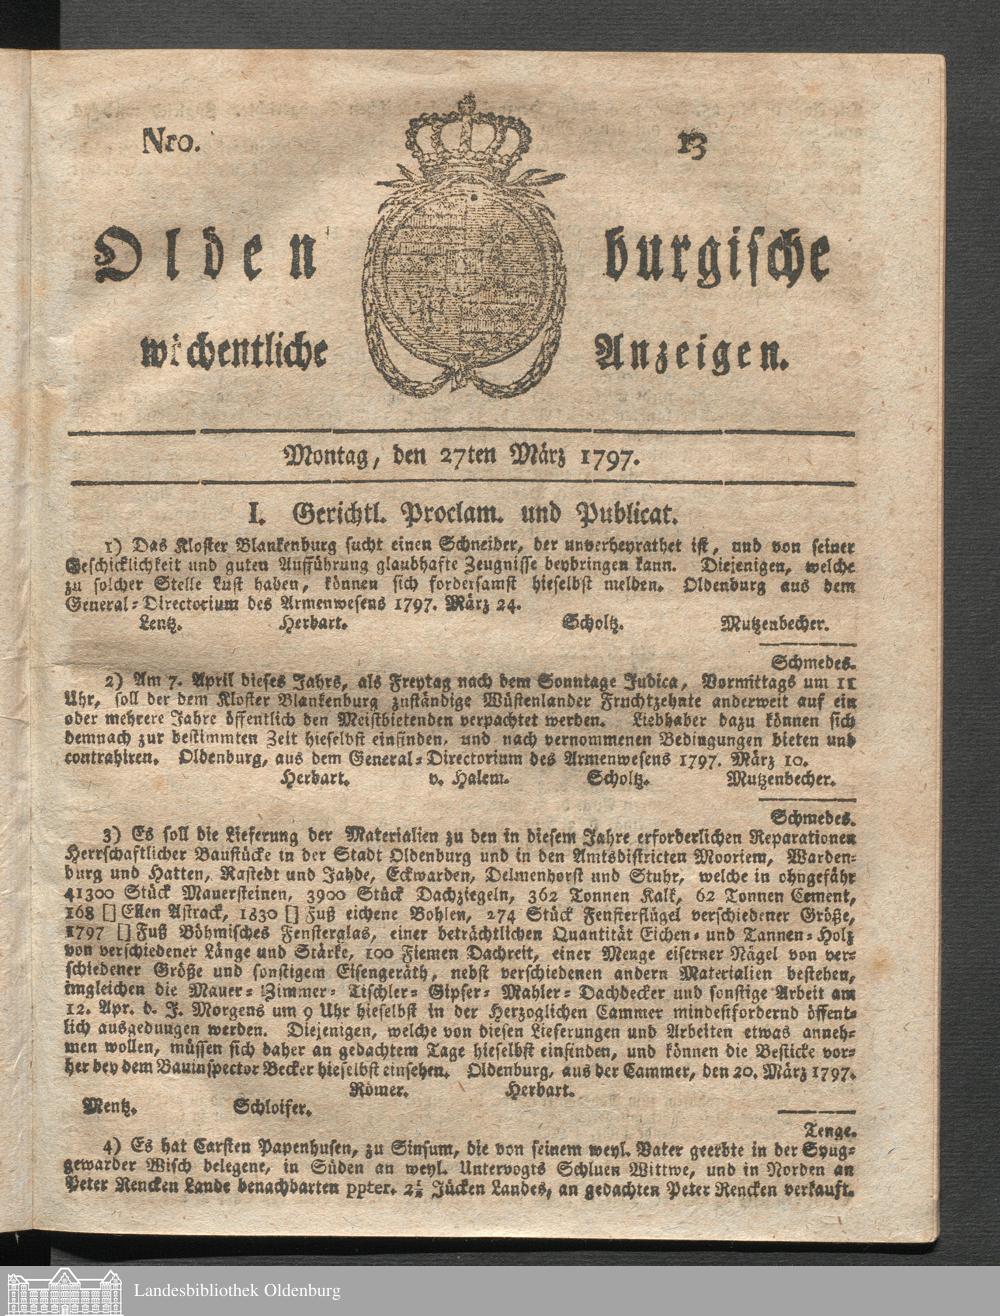 Nro. 13
Oldenburgische
wöchentliche Anzeigen.
Montag, den 27ten März 1797.
I. Gerichtl. Proclam. und Publicat.
1) Das Kloster Blankenburg sucht einen Schneider, der unverheyrathet ist, und von seiner
Geschicklichkeit und guten Aufführung glaubhafte Zeugnisse beybringen kann. Diejenigen, welche
zu solcher Stelle Lust haben, können sich fordersamst hieselbst melden. Oldenburg aus dem
General-Directorium des Armenwesens 1797. März 24.
Lentz. Herbart. Scholtz. Mutzenbecher.
Schmedes.
2) Am 7. April dieses Jahrs, als Freytag nach dem Sonntage Judica, Vormittags um 11
Uhr, soll der dem Kloster Blankenburg zuständige Wüstenlander Fruchtzehnte anderweit auf ein
oder mehrere Jahre öffentlich den Meistbietenden verpachtet werden. Liebhaber dazu können sich
demnach zur bestimmten Zeit hieselbst einfinden, und nach vernommenen Bedingungen bieten und
contrahiren. Oldenburg, aus dem General-Directorium des Armenwesens 1797. März 10.
Herbart. v. Halem. Scholtz. Mutzenbecher.
Schmedes.
3) Es soll die Lieferung der Materialien zu den in diesem Jahre erforderlichen Reparationen
Herrschaftlicher Baustücke in der Stadt Oldenburg und in den Amtsdistricten Moorriem, Warden-
burg und Hatten, Rastedt und Jahde, Eckwarden, Delmenhorst und Stuhr, welche in ohngefähr
41300 Stück Mauersteinen, 3900 Stück Dachziegeln, 362 Tonnen Kalk, 62 Tonnen Cement,
168 [] Ellen Astrack, 1830 [] Fuß eichene Bohlen, 274 Stück Fensterflügel verschiedener Größe,
1797 [] Fuß Böhmisches Fensterglas, einer beträchtlichen Quantität Eichen- und Tannen-Holz
von verschiedener Länge und Stärke, 100 Fiemen Dachreit, einer Menge eiserner Nägel von ver-
schiedener Größe und sonstigem Eisengeräth, nebst verschiedenen andern Materialien bestehen,
imgleichen die Mauer- Zimmer- Tischler- Gipser- Mahler- Dachdecker und sonstige Arbeit am
12. Apr. d. J. Morgens um 9 Uhr hieselbst in der Herzoglichen Cammer mindestfordernd öffent-
lich ausgedungen werden. Diejenigen, welche von diesen Lieferungen und Arbeiten etwas anneh-
men wollen, müssen sich daher an gedachtem Tage hieselbst einfinden, und können die Besticke vor-
her bey dem Bauinspector Becker hieselbst einsehen. Oldenburg, aus der Cammer, den 20. März 1797.
Römer. Herbart.
Mentz. Schloifer.
Tenge.
4) Es hat Carsten Papenhusen, zu Sinsum, die von seinem weyl. Vater geerbte in der Syug-
gewarder Wisch belegene, in Süden an weyl. Untervogts Schluen Wittwe, und in Norden an
Peter Rencken Lande benachbarten ppter. 2½ Jücken Landes, an gedachten Peter Rencken verkauft.
Landesbibliothek Oldenburg